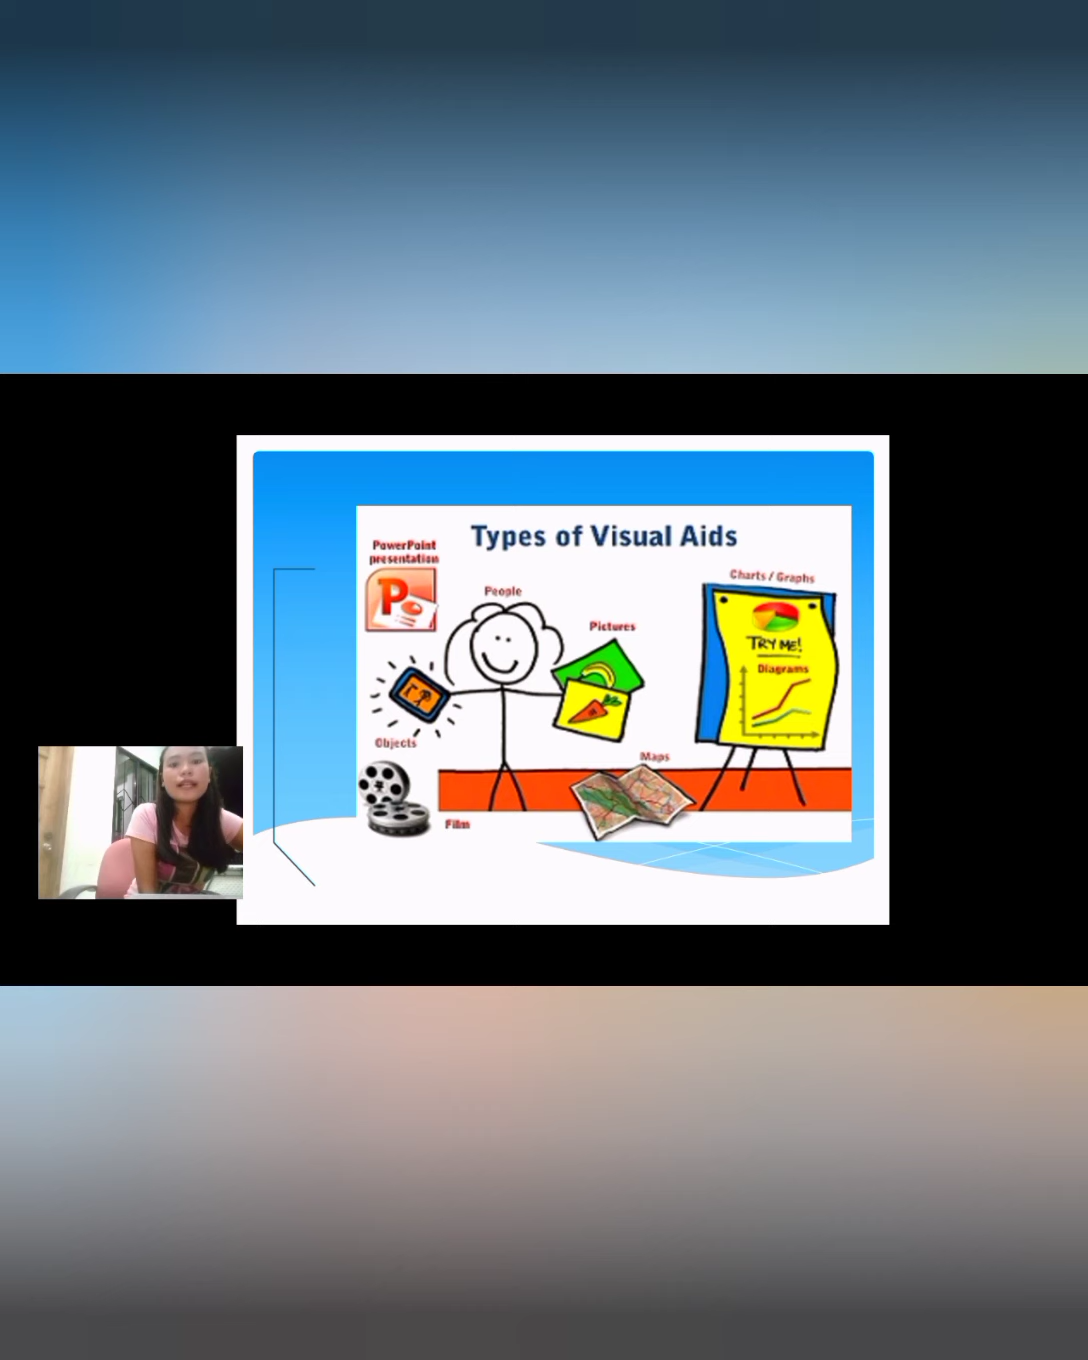 Types of Visual Aids
PowerPoint
presentation
People
Pictures
Charts / Graphs
TRY ME!
Diagrams
Objects
Maps
Film